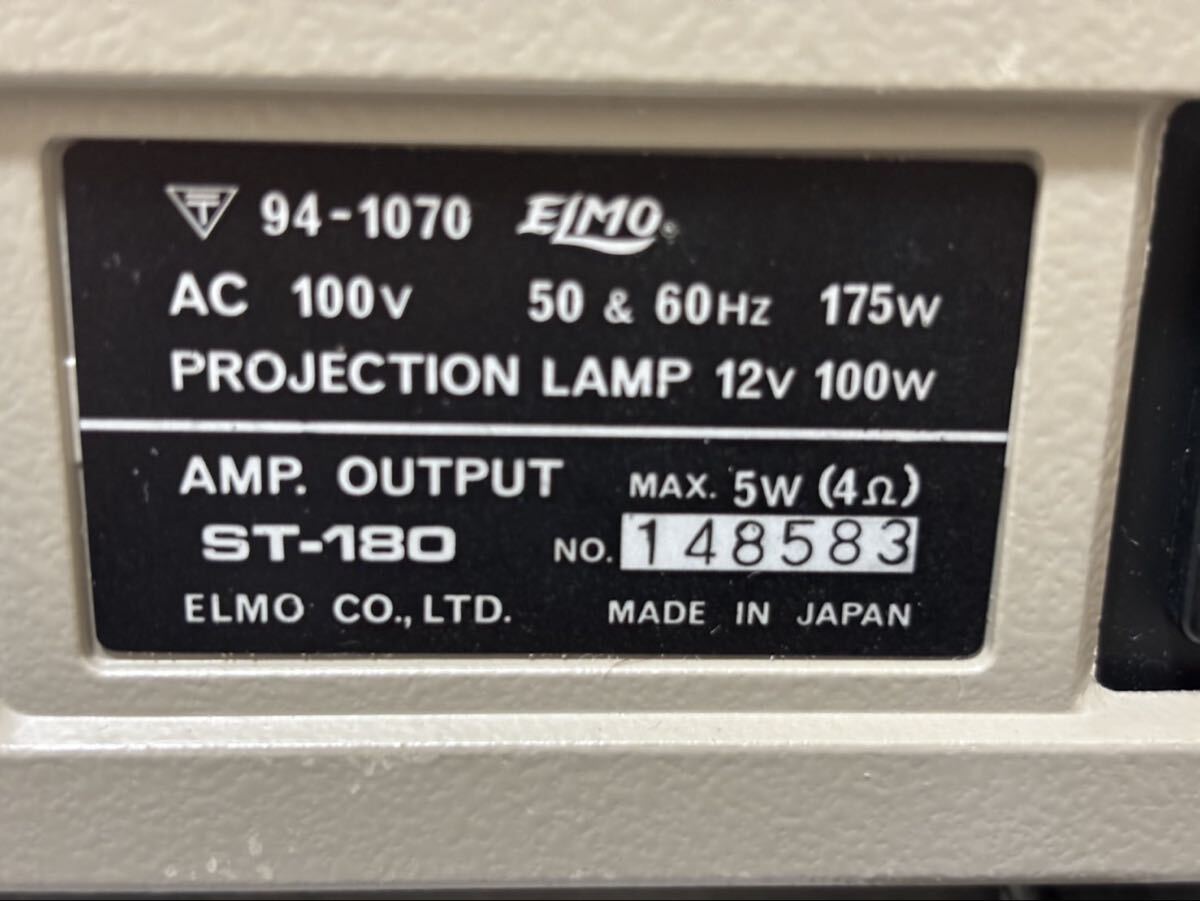 T 94-1070 ELMO
AC 100V 50 & 60Hz 175W
PROJECTION LAMP 12V 100W
AMP. OUTPUT MAX. 5W (4Ω)
ST-180 NO. 148583
ELMO CO., LTD. MADE IN JAPAN